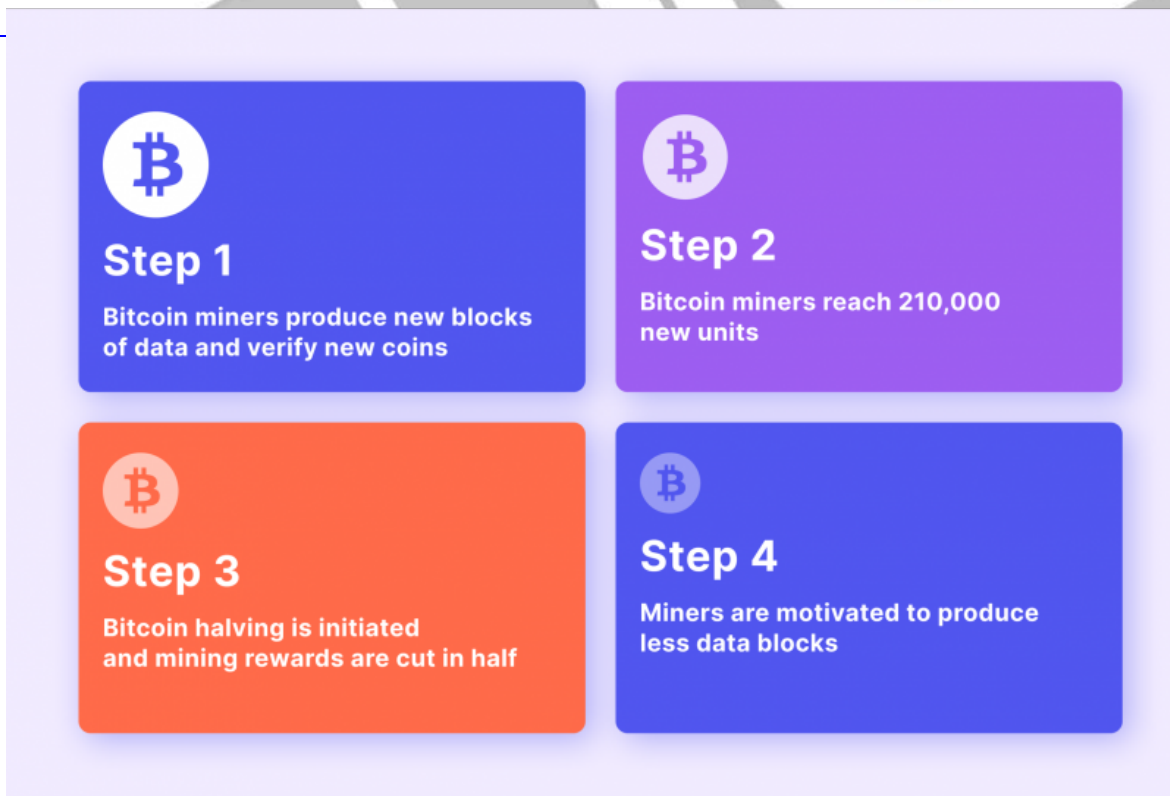 Step 1
Bitcoin miners produce new blocks
of data and verify new coins
Step 2
Bitcoin miners reach 210,000
new units
Step 3
Bitcoin halving is initiated
and mining rewards are cut in half
Step 4
Miners are motivated to produce
less data blocks